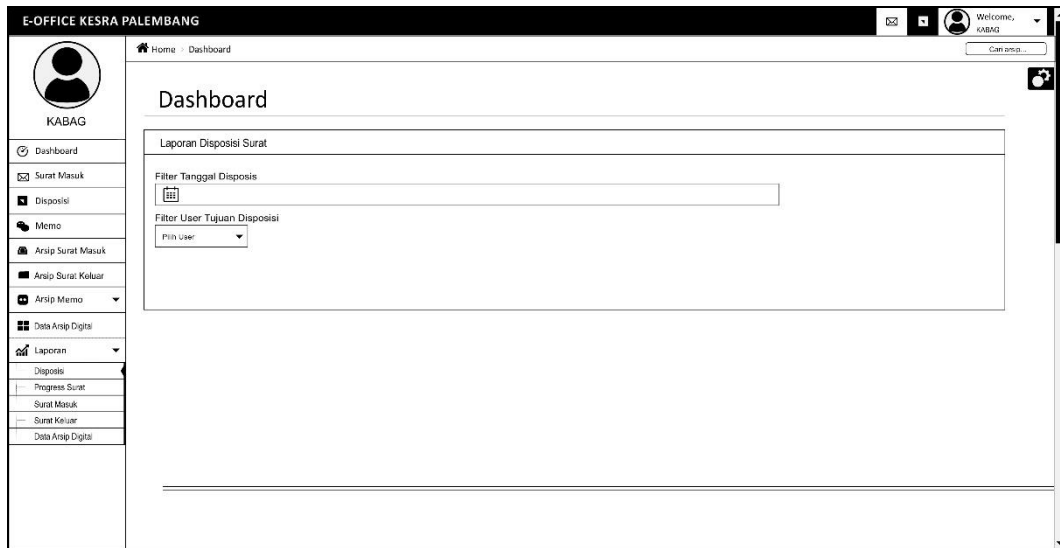 E-OFFICE KESRA PALEMBANG
Welcome,
KABAG
Home > Dashboard
Cari arsip...
KABAG
Dashboard
Surat Masuk
Disposisi
Memo
Arsip Surat Masuk
Arsip Surat Keluar
Arsip Memo
Data Arsip Digital
Laporan
Disposisi
Progress Surat
Surat Masuk
Surat Keluar
Data Arsip Digital
Dashboard
Laporan Disposisi Surat
Filter Tanggal Disposis
Filter User Tujuan Disposisi
Pilih User